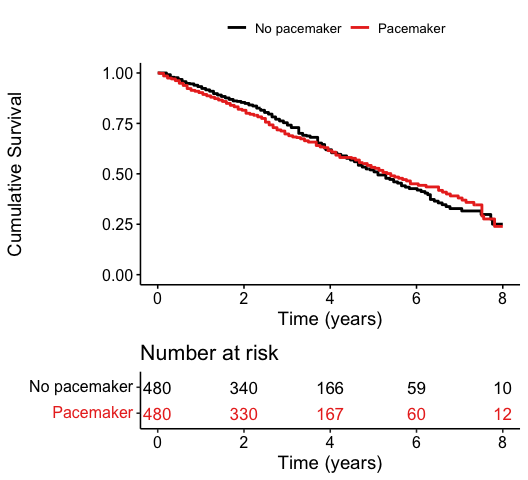 No pacemaker Pacemaker
Cumulative Survival
1.00
0.75
0.50
0.25
0.00
0 2 4 6 8
Time (years)
Number at risk
No pacemaker 480 340 166 59 10
Pacemaker 480 330 167 60 12
0 2 4 6 8
Time (years)